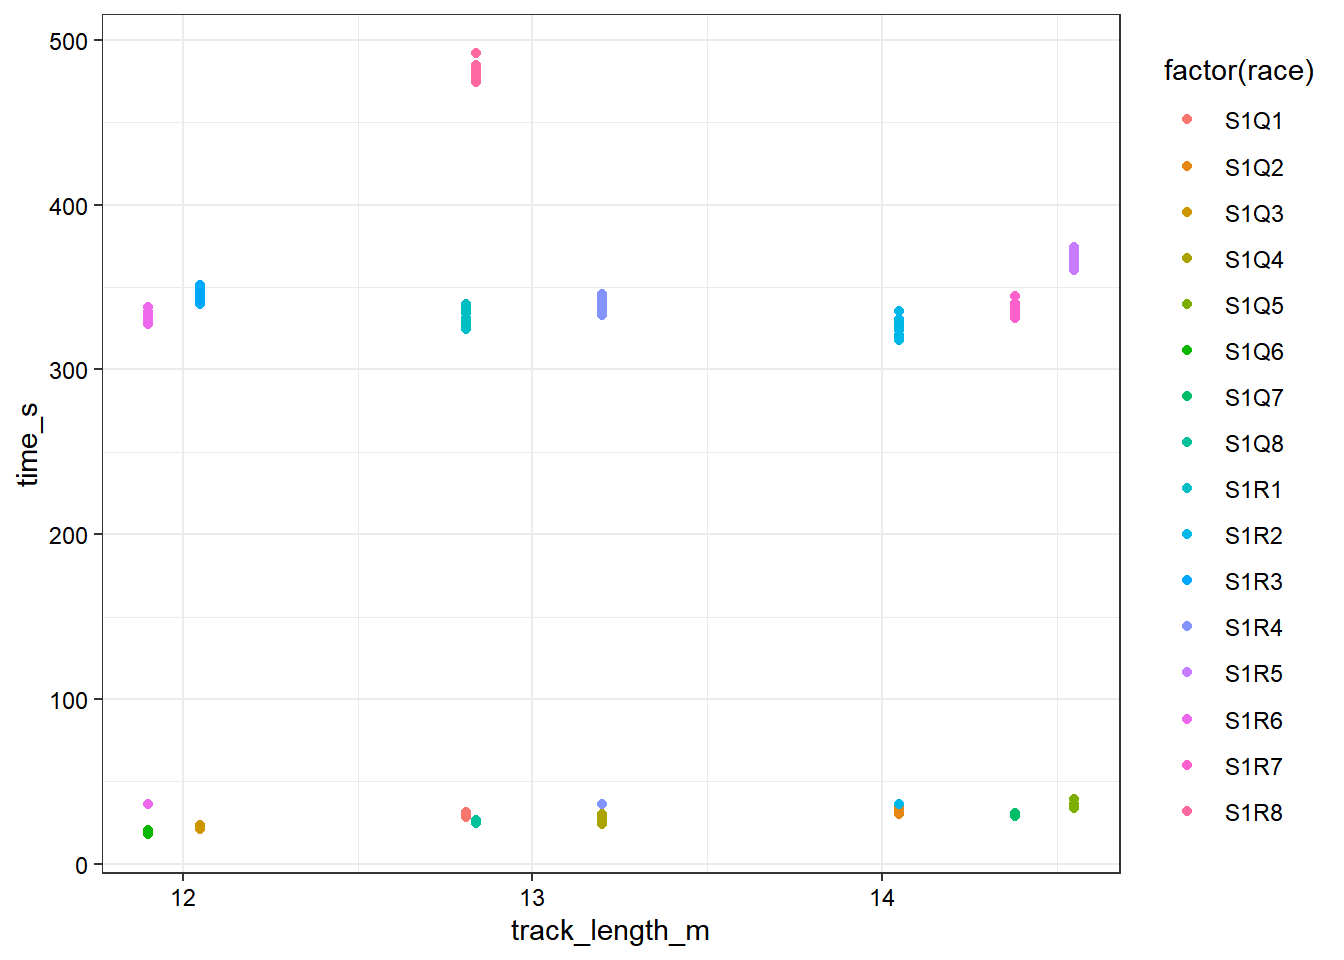 500
400
300
200
100
0
time_s
12
13
14
track_length_m
factor(race)
S1Q1
S1Q2
S1Q3
S1Q4
S1Q5
S1Q6
S1Q7
S1Q8
S1R1
S1R2
S1R3
S1R4
S1R5
S1R6
S1R7
S1R8